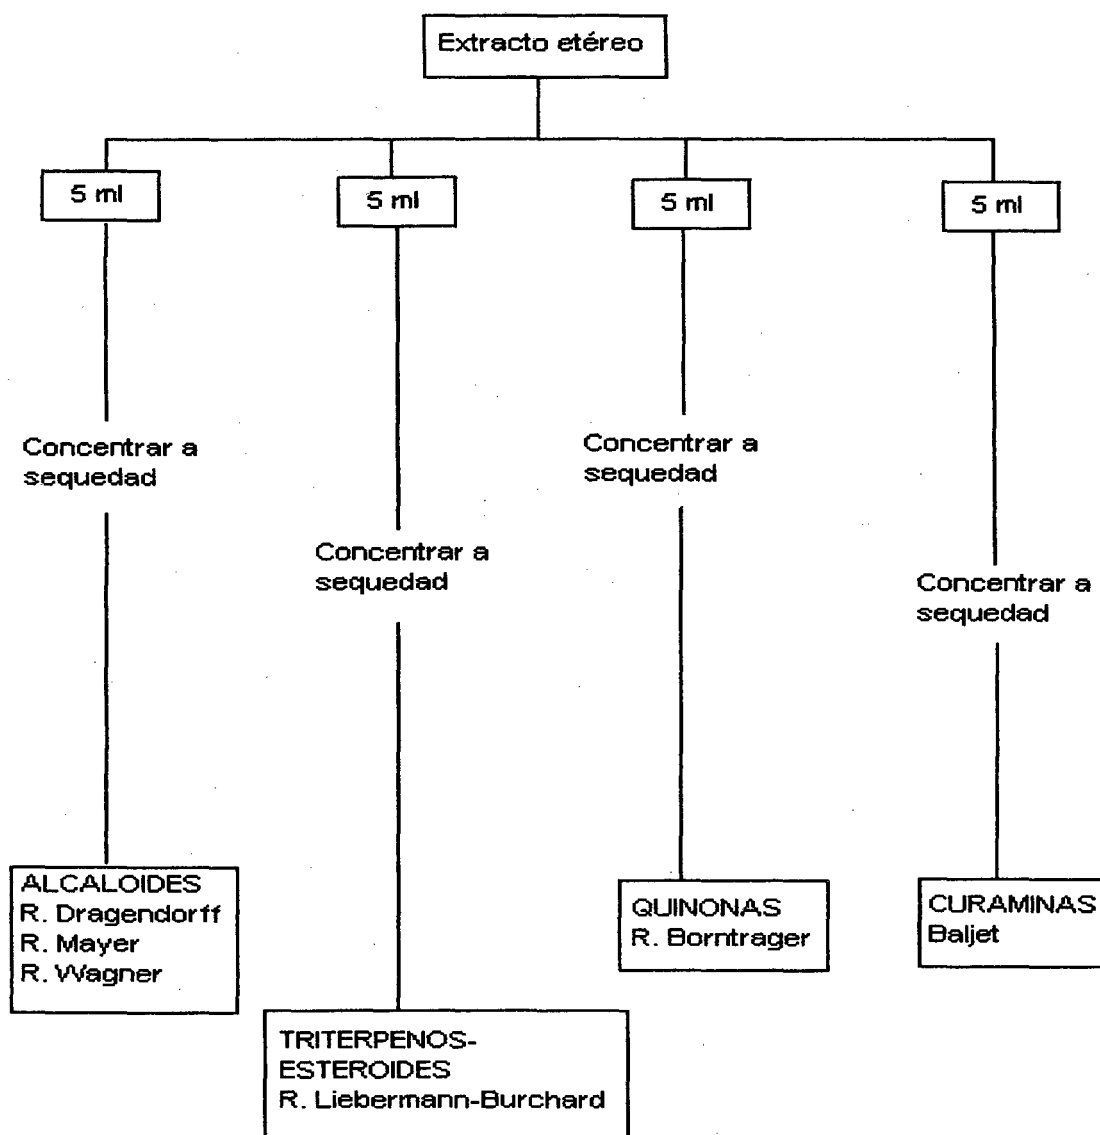 Extracto etéreo
5 ml
5 ml
5 ml
5 ml
Concentrar a
sequedad
Concentrar a
sequedad
Concentrar a
sequedad
Concentrar a
sequedad
ALCALOIDES
R. Dragendorff
R. Mayer
R. Wagner
TRITERPENOS-
ESTEROIDES
R. Liebermann-Burchard
QUINONAS
R. Borntrager
CURAMINAS
Baljet